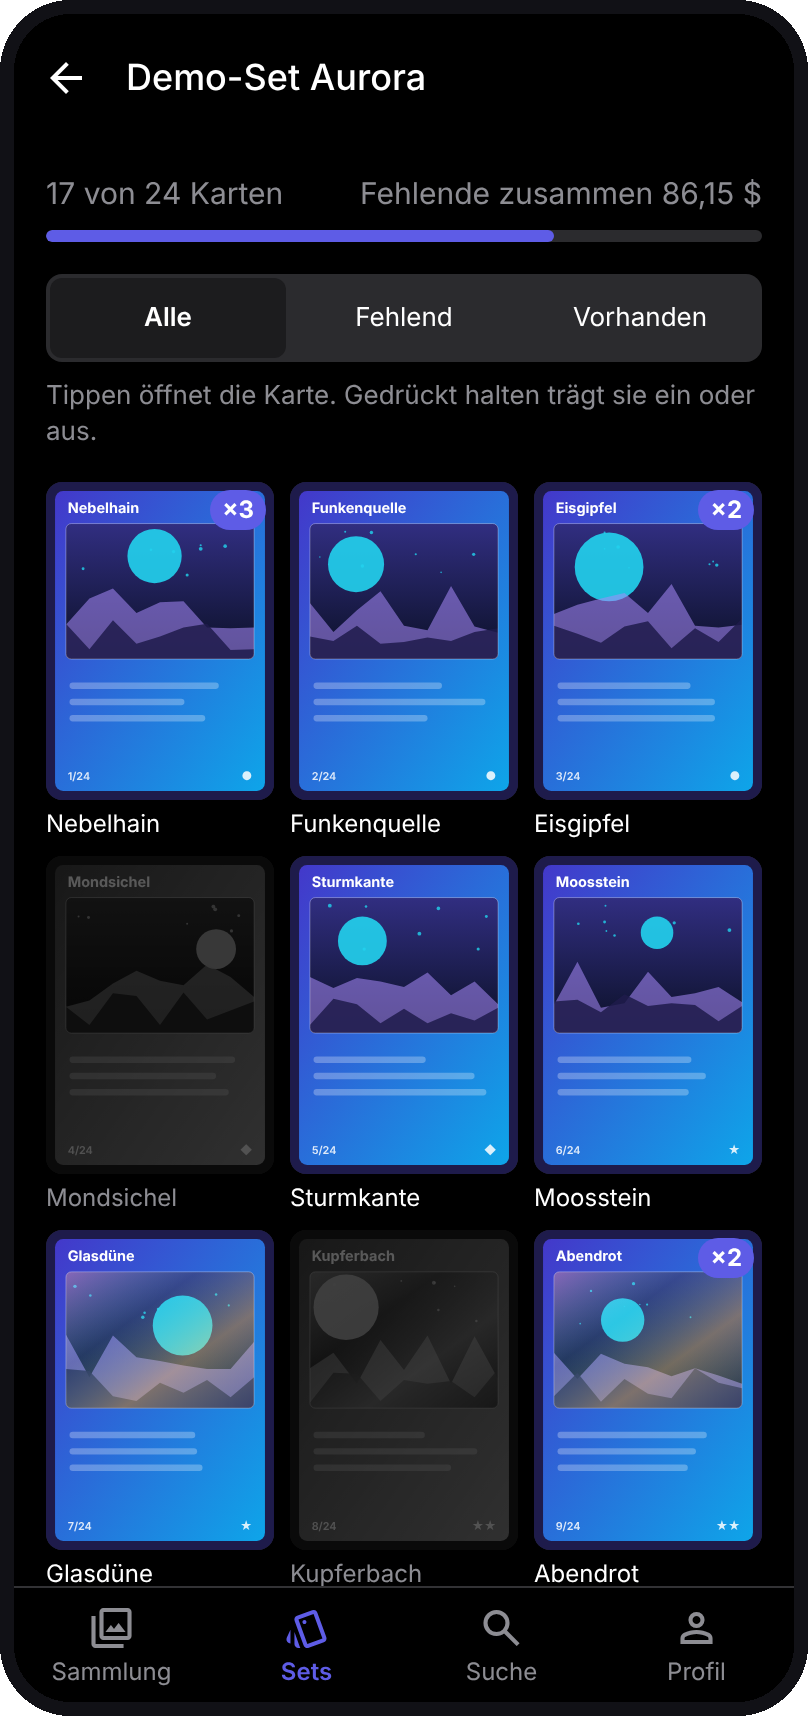 Demo-Set Aurora
17 von 24 Karten
Fehlende zusammen 86,15 $
Alle
Fehlend
Vorhanden
Tippen öffnet die Karte. Gedrückt halten trägt sie ein oder
aus.
Nebelhain
×3
1/24
Nebelhain
Funkenquelle
2/24
Funkenquelle
Eisgipfel
×2
3/24
Eisgipfel
Mondsichel
4/24
Mondsichel
Sturmkante
5/24
Sturmkante
Moosstein
6/24
Moosstein
Glasdüne
7/24
Glasdüne
Kupferbach
8/24
Kupferbach
Abendrot
×2
9/24
Abendrot
Sammlung
Sets
Suche
Profil